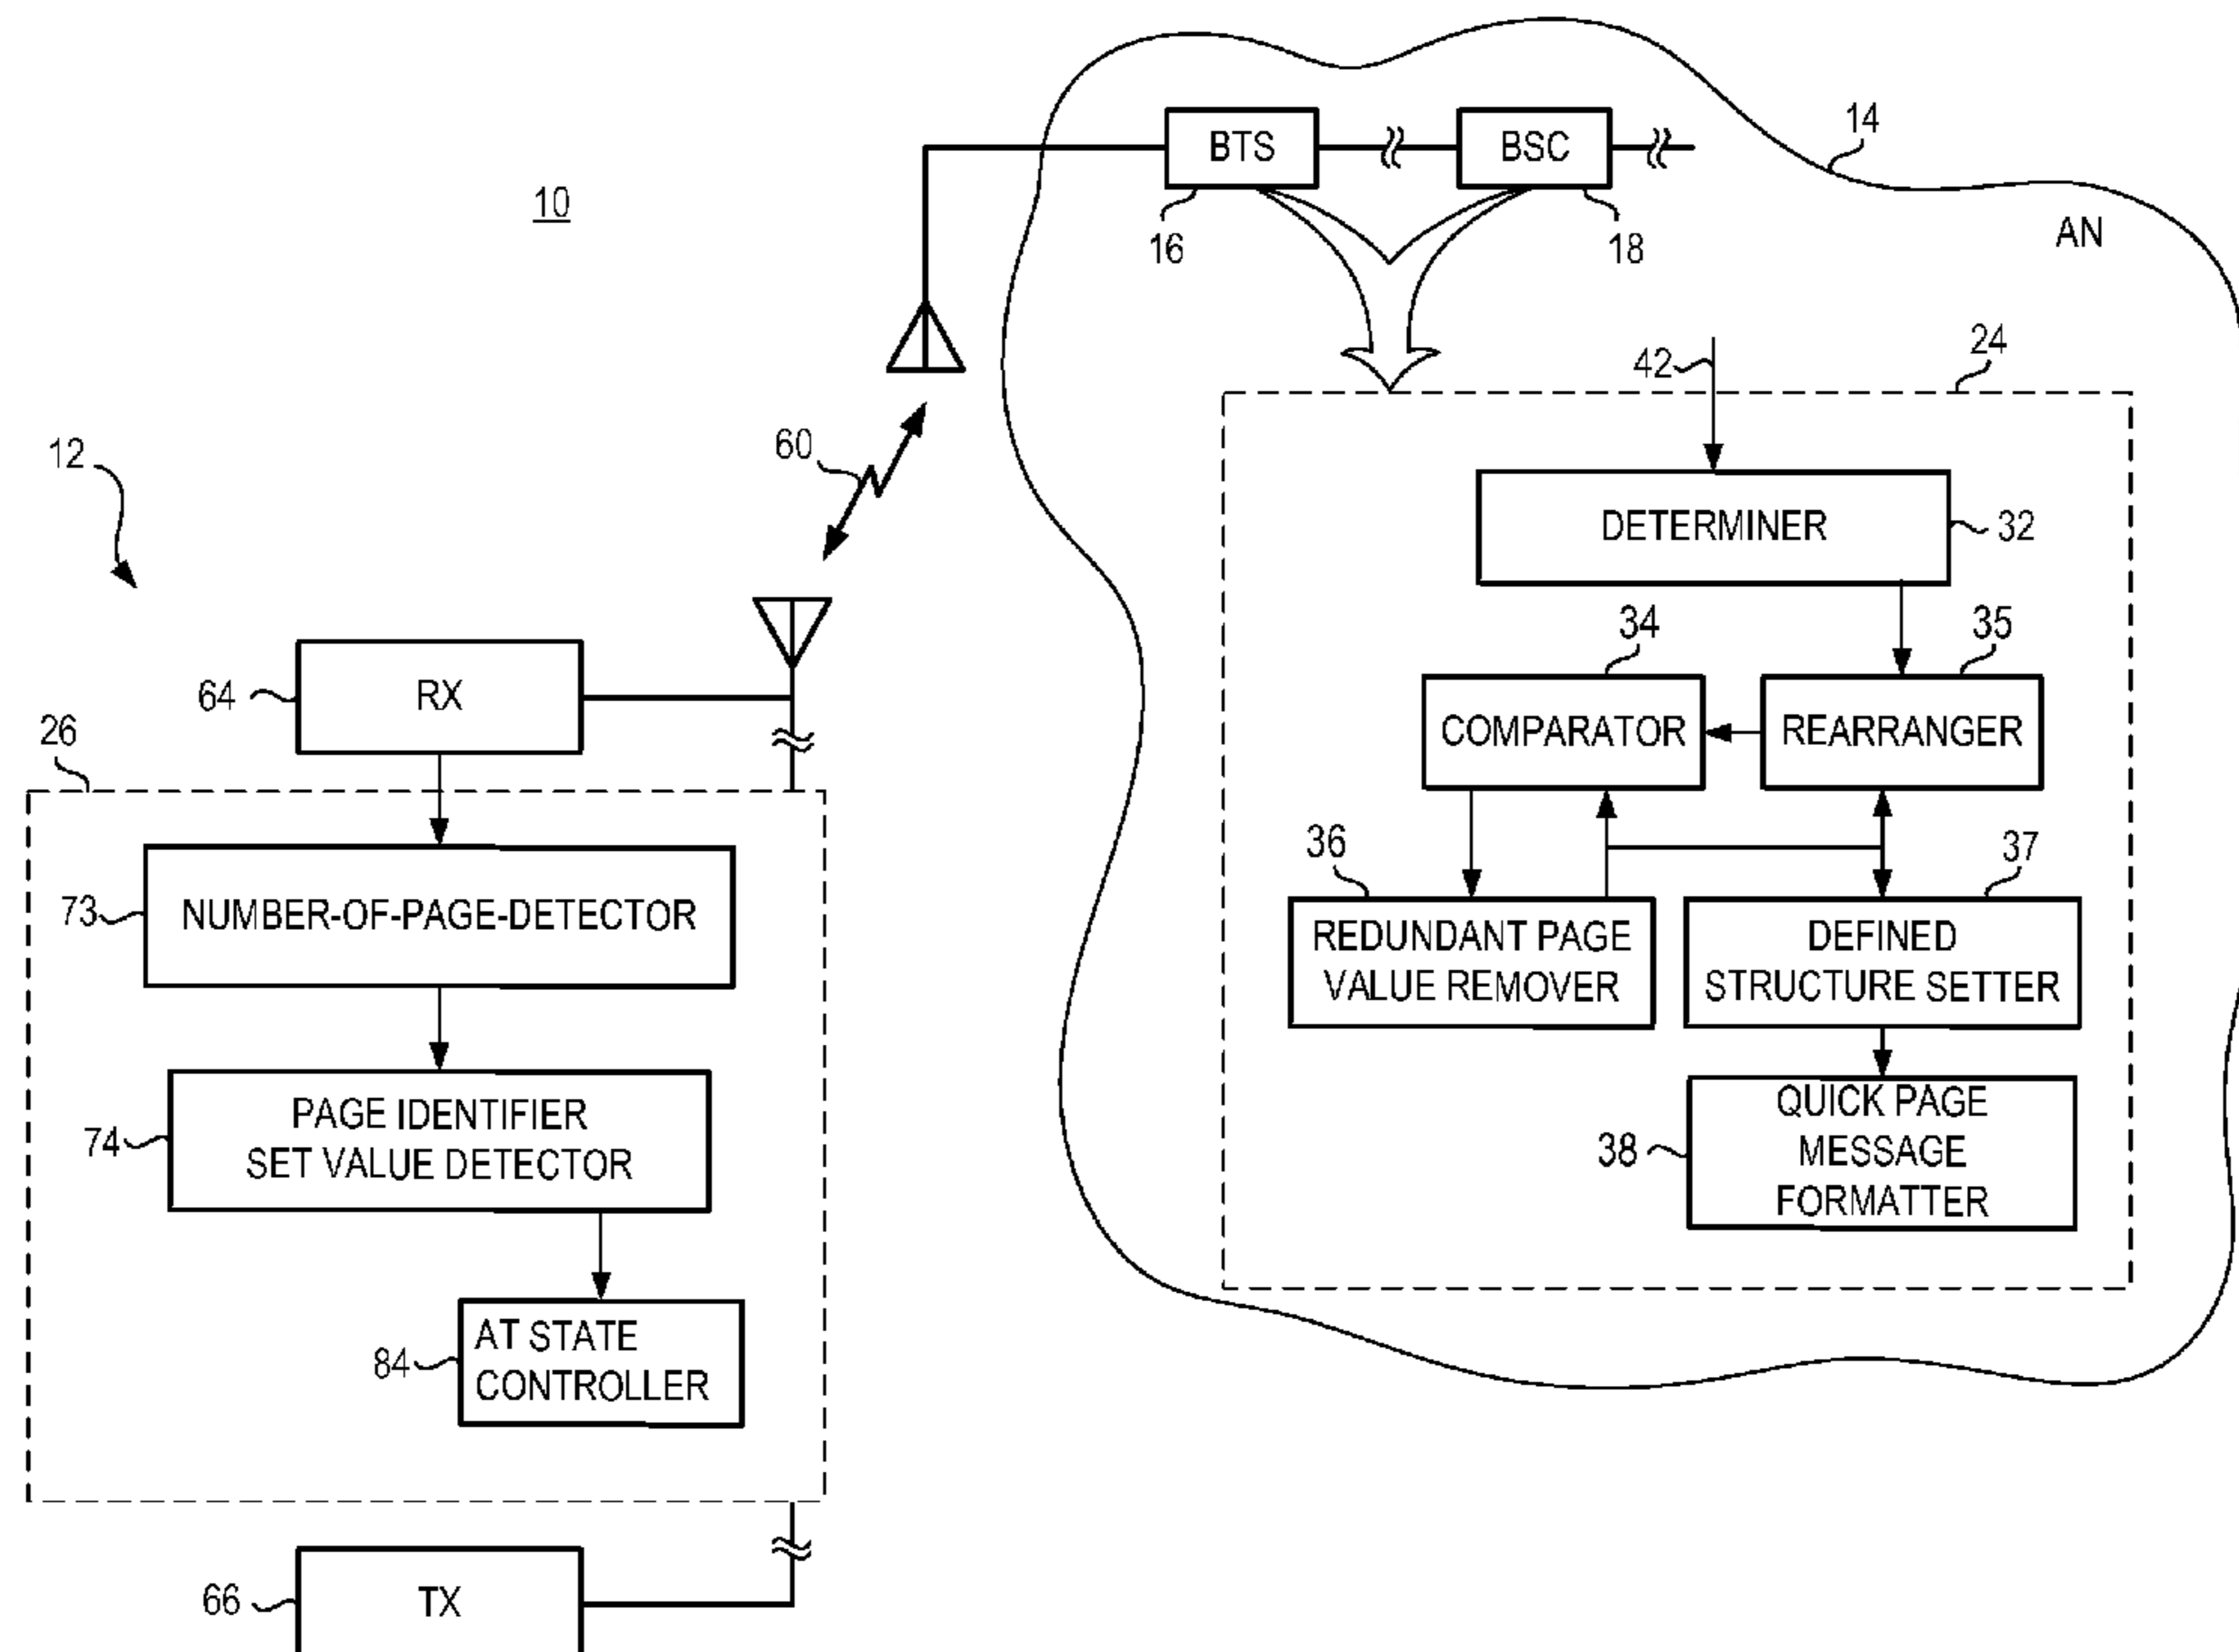 BTS
BSC
14
10
16
18
AN
42
24
12
60
DETERMINER
32
34
35
64
RX
COMPARATOR
REARRANGER
26
36
37
73
NUMBER-OF-PAGE-DETECTOR
REDUNDANT PAGE
VALUE REMOVER
DEFINED
STRUCTURE SETTER
74
PAGE IDENTIFIER
SET VALUE DETECTOR
38
QUICK PAGE
MESSAGE
FORMATTER
84
AT STATE
CONTROLLER
66
TX